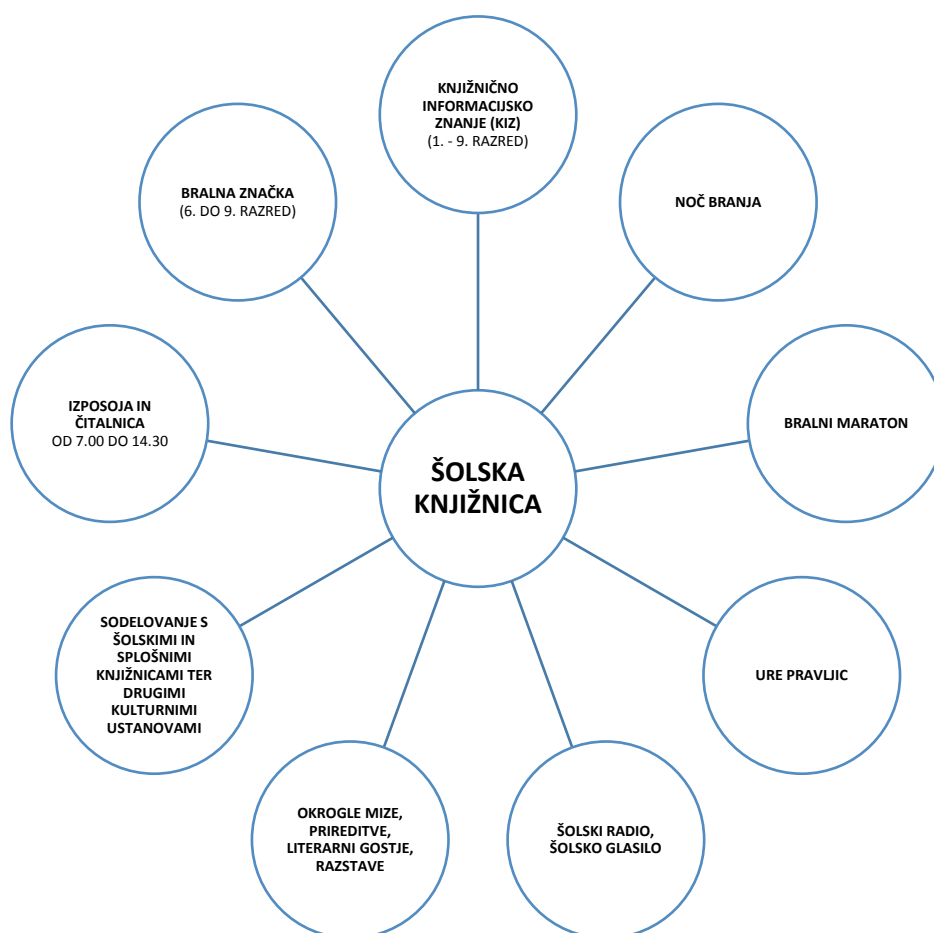 KNJIŽNIČNO
INFORMACIJSKO
ZNANJE (KIZ)
(1. - 9. RAZRED)
NOČ BRANJA
BRALNI MARATON
URE PRAVLJIC
ŠOLSKI RADIO,
ŠOLSKO GLASILO
OKROGLE MIZE,
PRIREDITVE,
LITERARNI GOSTJE,
RAZSTAVE
SODELOVANJE S
ŠOLSKIMI IN
SPLOŠNIMI
KNJIŽNICAMI TER
DRUGIMI
KULTURNIMI
USTANOVAMI
IZPOSOJA IN
ČITALNICA
OD 7.00 DO 14.30
BRALNA ZNAČKA
(6. DO 9. RAZRED)
ŠOLSKA
KNJIŽNICA